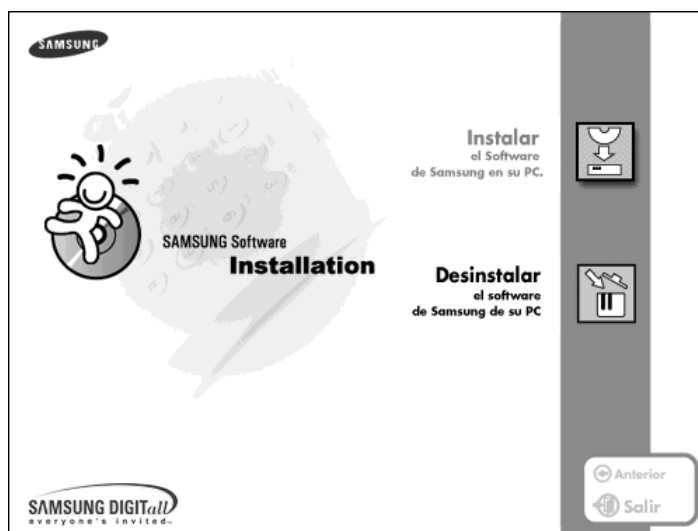 SAMSUNG
Instalar
el Software
de Samsung en su PC.
SAMSUNG Software
Installation
Desinstalar
el software
de Samsung de su PC
Anterior
Salir
SAMSUNG DIGITall
everyone's invited™